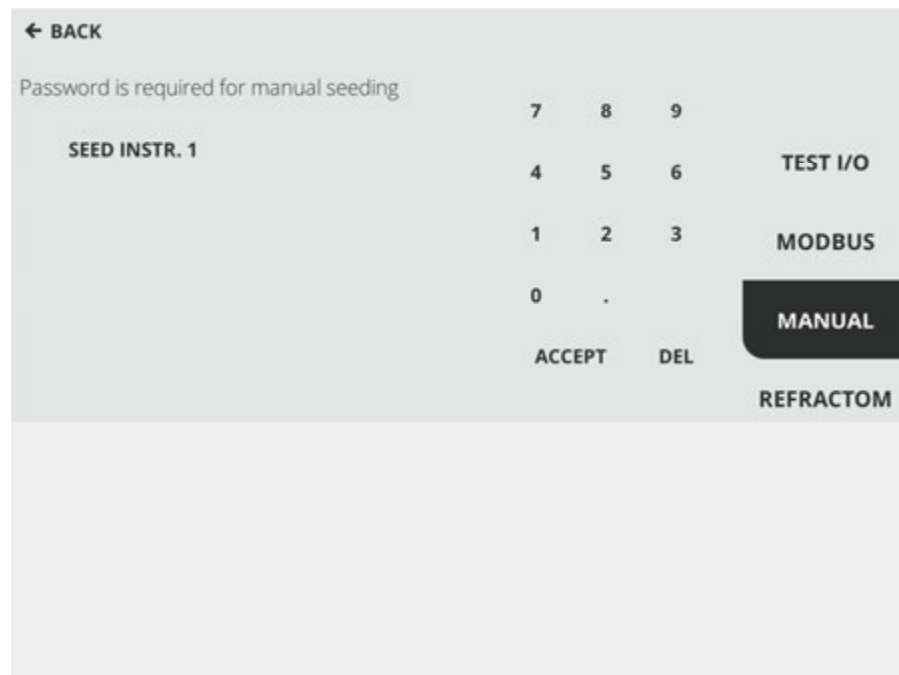 ← BACK
Password is required for manual seeding
SEED INSTR. 1
7 8 9
4 5 6
1 2 3
0 .
ACCEPT DEL
TEST I/O
MODBUS
MANUAL
REFRACTOM